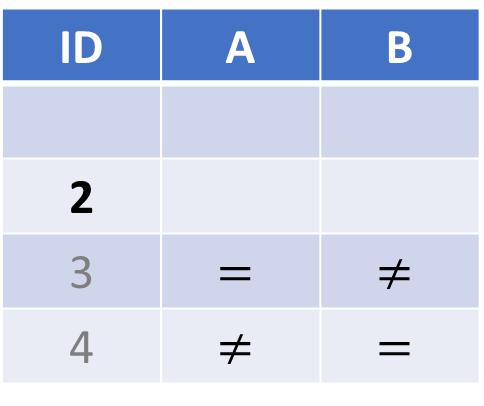 ID A B
2
3 = ≠
4 ≠ =